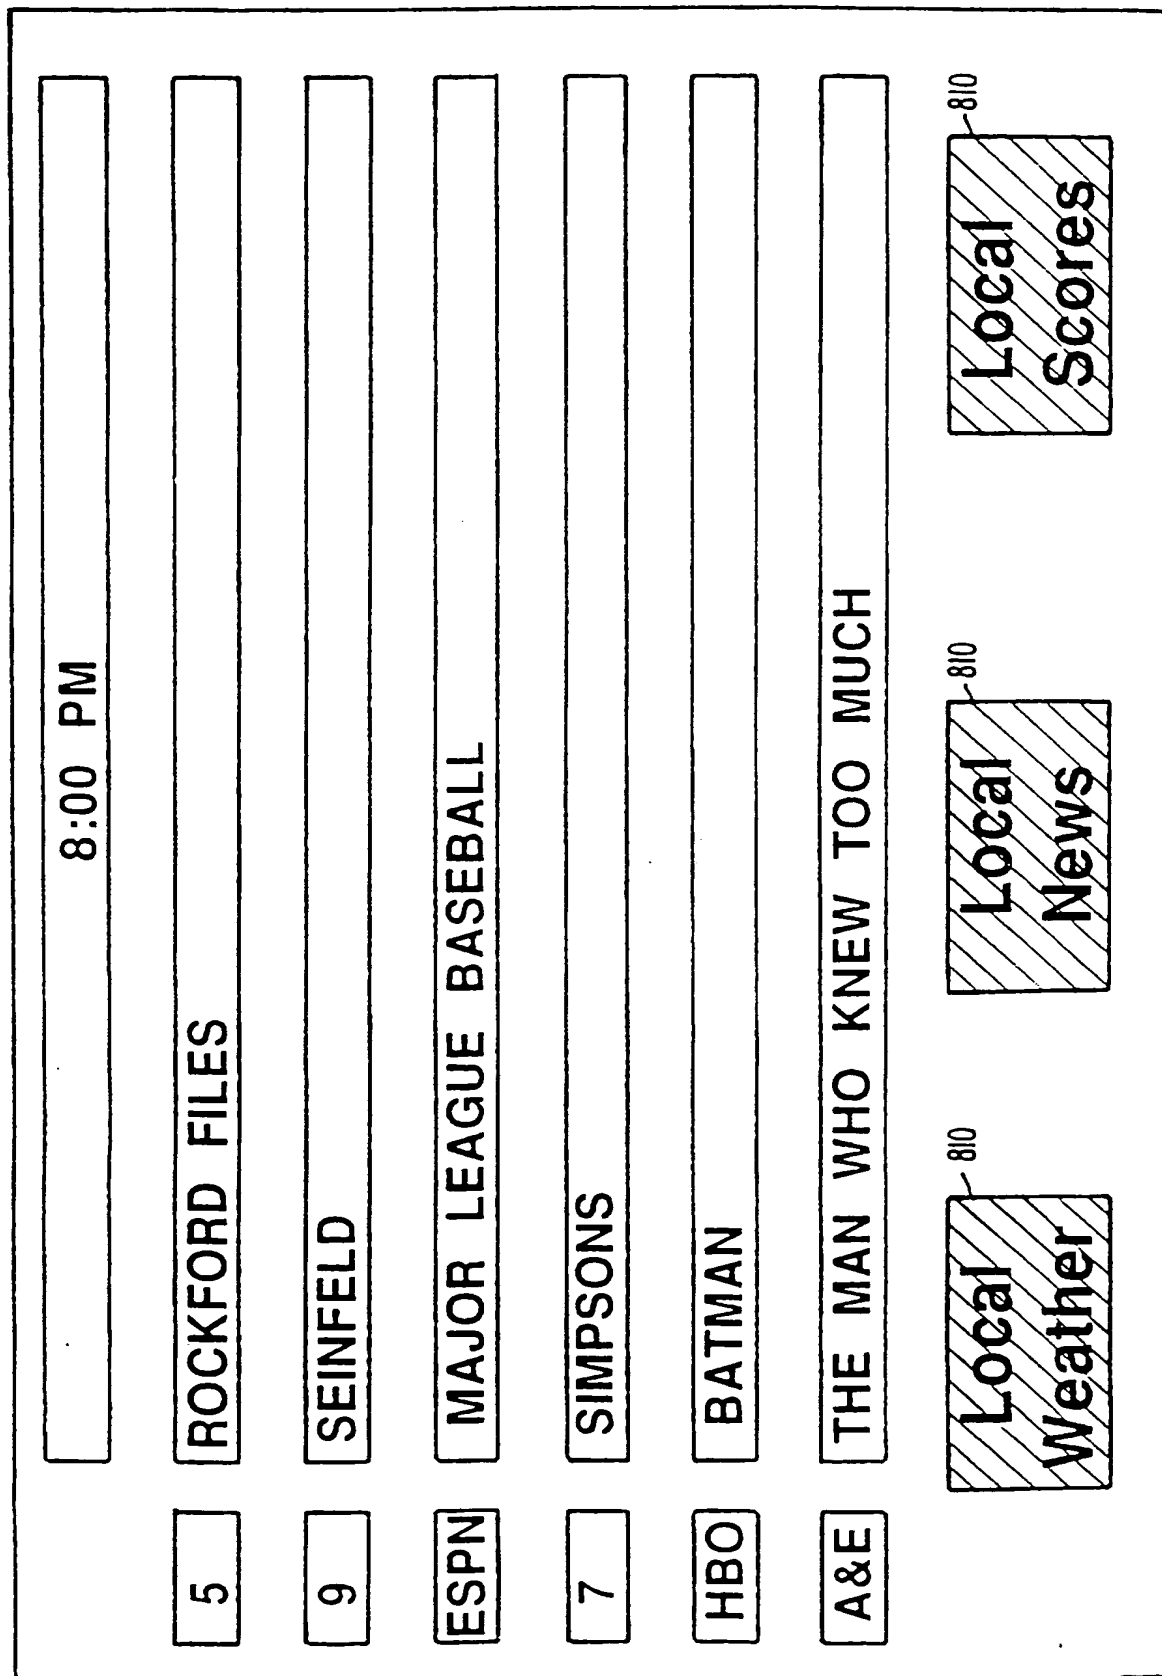 8:00 PM
5 ROCKFORD FILES
9 SEINFELD
ESPN MAJOR LEAGUE BASEBALL
7 SIMPSONS
HBO BATMAN
A&E THE MAN WHO KNEW TOO MUCH
810 810 810
Local Local Local
Weather News Scores